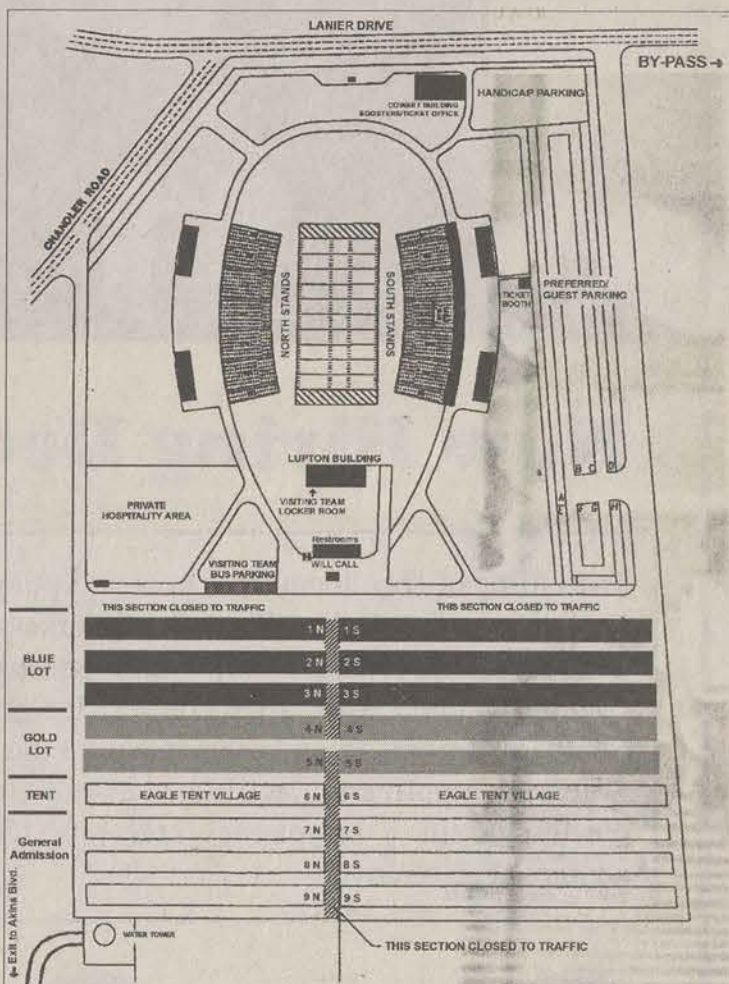 LANIER DRIVE
BY-PASS →
HANDICAP PARKING
COWART BUILDING
BOOSTERS/TICKET OFFICE
CHANDLER ROAD
NORTH STANDS
SOUTH STANDS
TICKET
BOOTH
PREFERRED/
GUEST PARKING
LUPTON BUILDING
VISITING TEAM
LOCKER ROOM
PRIVATE
HOSPITALITY AREA
B C D
A
E F G H
Restrooms
WILL CALL
VISITING TEAM
BUS PARKING
THIS SECTION CLOSED TO TRAFFIC
THIS SECTION CLOSED TO TRAFFIC
1 N 1 S
BLUE
LOT
2 N 2 S
3 N 3 S
GOLD
LOT
4 N 4 S
5 N 5 S
TENT
EAGLE TENT VILLAGE 6 N 6 S EAGLE TENT VILLAGE
7 N 7 S
General
Admission
8 N 8 S
9 N 9 S
← Exit to Akins Blvd.
WATER TOWER
THIS SECTION CLOSED TO TRAFFIC